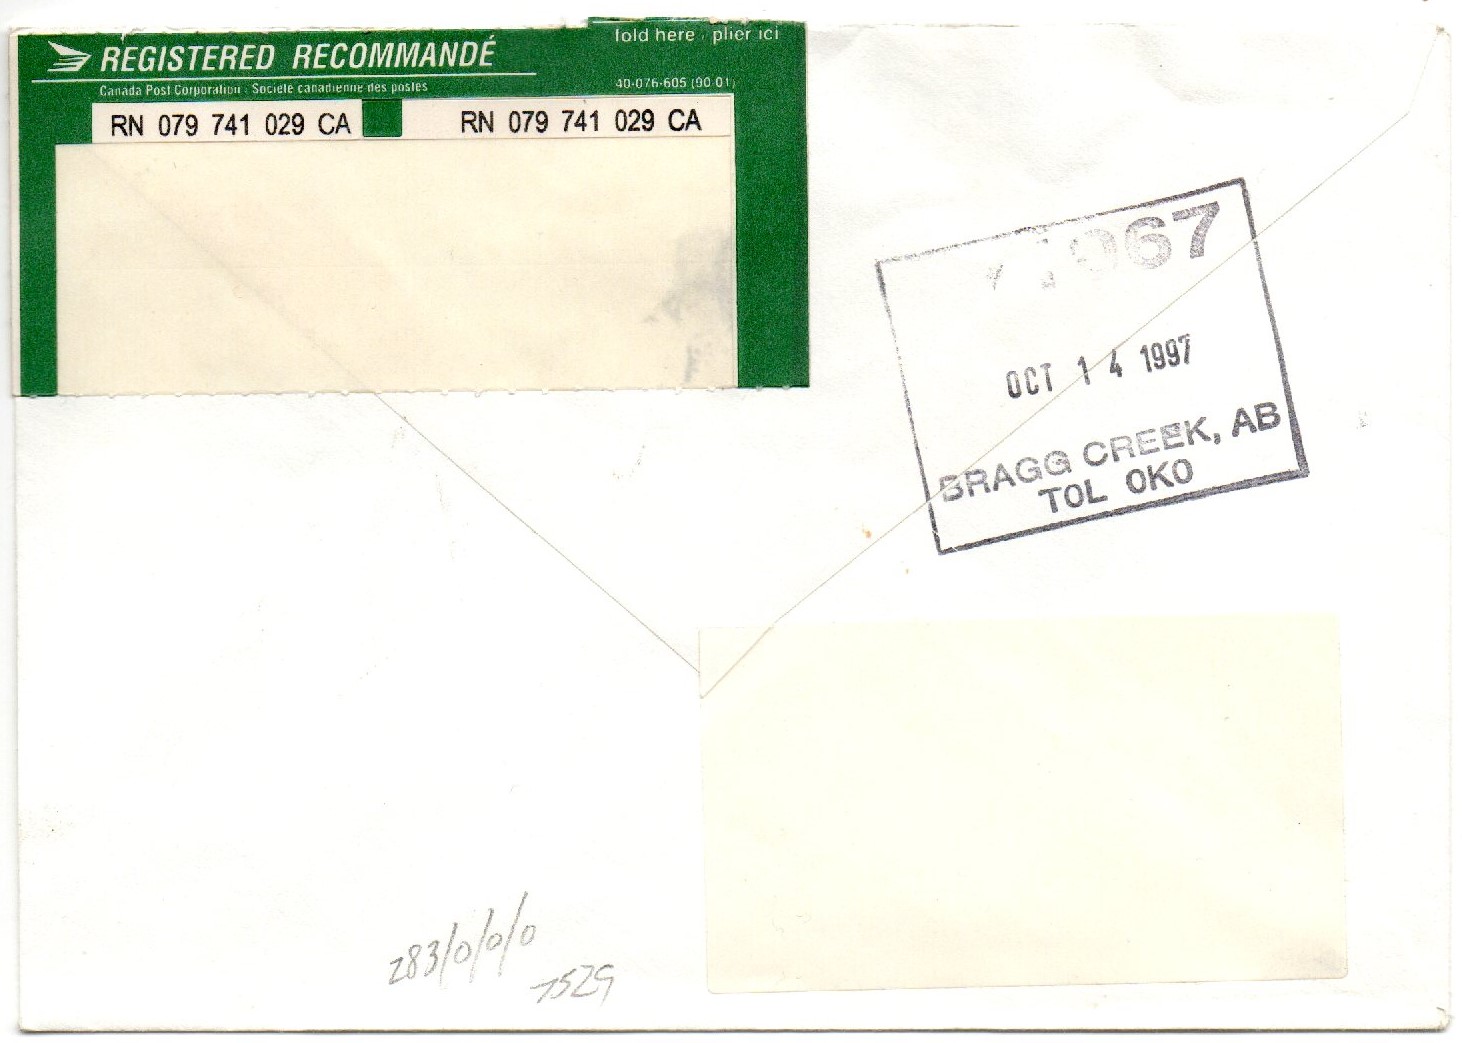 REGISTERED RECOMMANDÉ
fold here . plier ici
Canada Post Corporation . Société canadienne des postes
40-076-605 (90-01)
RN 079 741 029 CA
RN 079 741 029 CA
OCT 14 1997
BRAGG CREEK, AB
TOL OKO
283/0/0/0